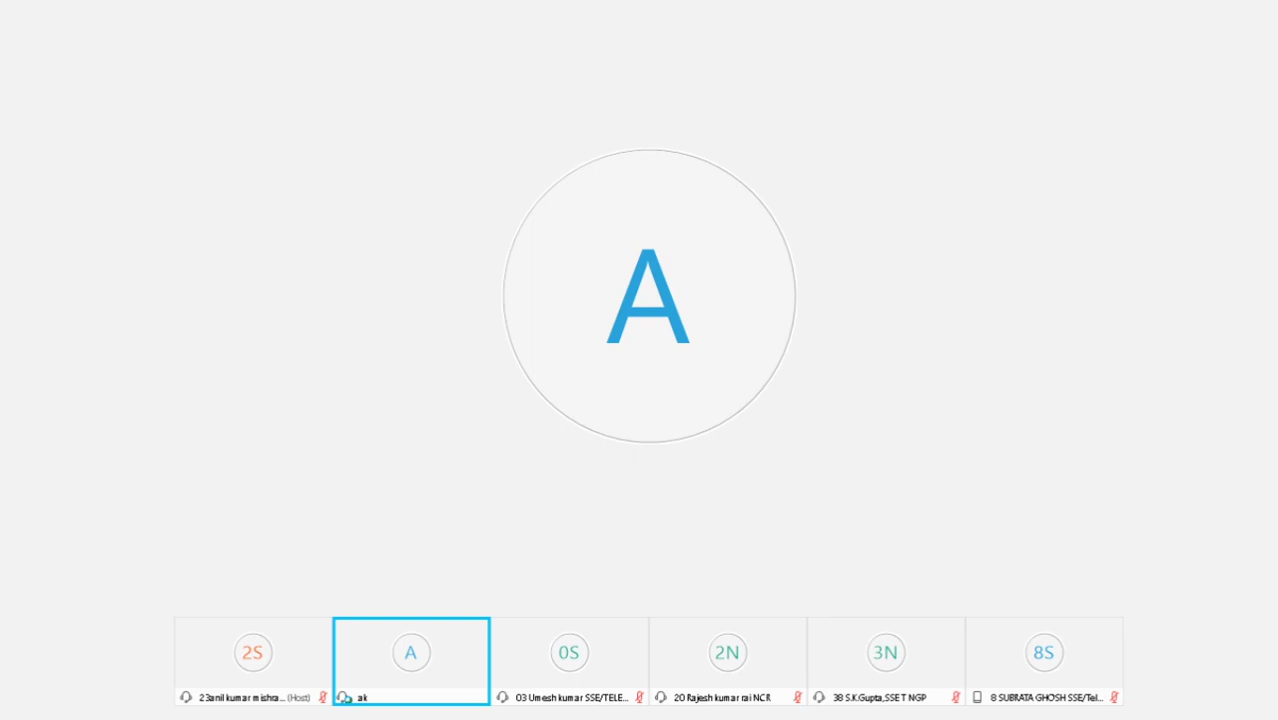 A
2S
A
0S
2N
3N
8S
23anil kumar mishra... (Host)
ak
03 Umesh kumar SSE/TELE...
20 Rajesh kumar rai NCR
38 S.K.Gupta,SSE T NGP
8 SUBRATA GHOSH SSE/Tel...